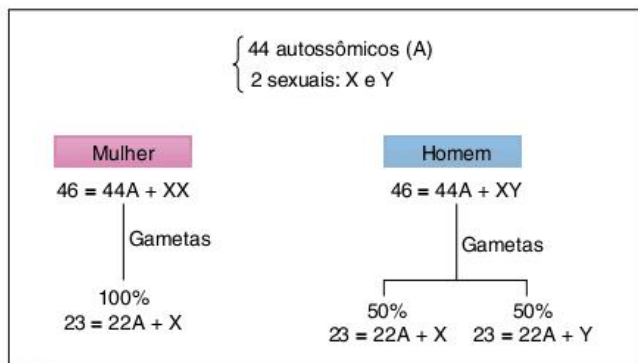 44 autossômicos (A)
2 sexuais: X e Y
Mulher
46 = 44A + XX
Gametas
100%
23 = 22A + X
Homem
46 = 44A + XY
Gametas
50%
23 = 22A + X
50%
23 = 22A + Y